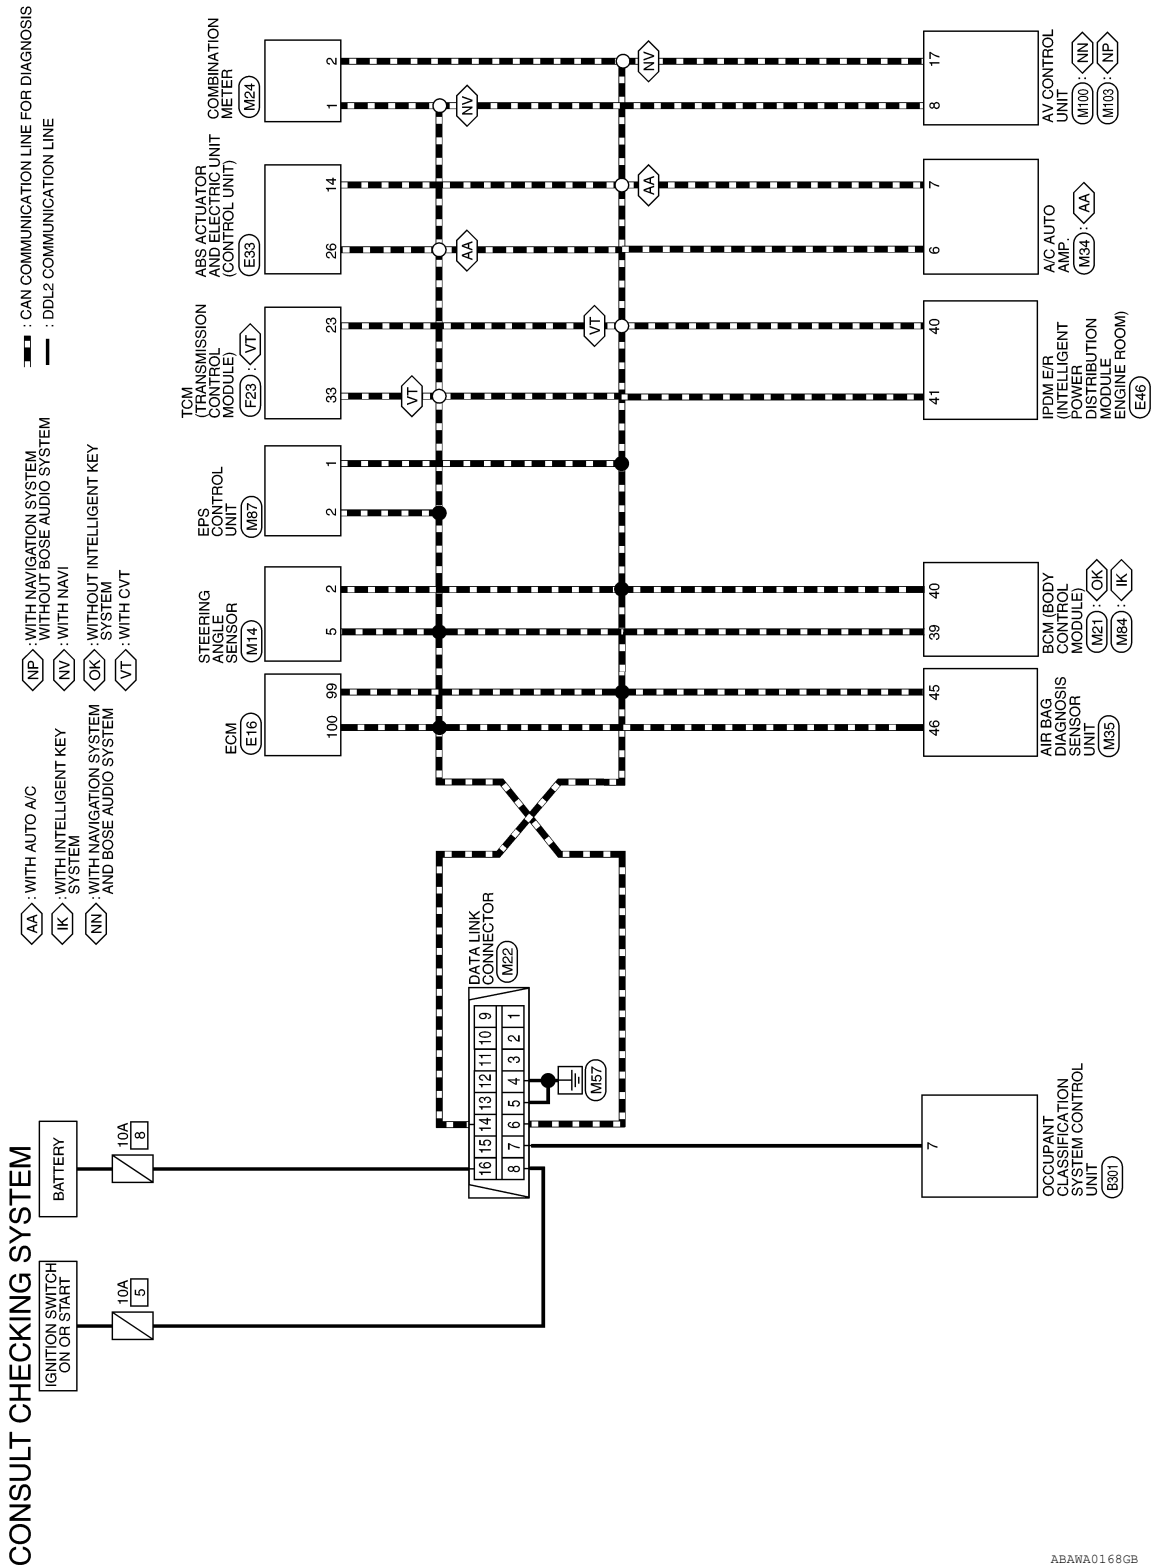 CONSULT CHECKING SYSTEM
IGNITION SWITCH
ON OR START
10A
5
BATTERY
10A
8
AA : WITH AUTO A/C
IK : WITH INTELLIGENT KEY
SYSTEM
NN : WITH NAVIGATION SYSTEM
AND BOSE AUDIO SYSTEM
NP : WITH NAVIGATION SYSTEM
WITHOUT BOSE AUDIO SYSTEM
NV : WITH NAVI
OK : WITHOUT INTELLIGENT KEY
SYSTEM
VT : WITH CVT
: CAN COMMUNICATION LINE FOR DIAGNOSIS
: DDL2 COMMUNICATION LINE
ECM
E16
100 99
STEERING
ANGLE
SENSOR
M14
5 2
EPS
CONTROL
UNIT
M87
2 1
TCM
(TRANSMISSION
CONTROL
MODULE)
F23 : VT
33 23
ABS ACTUATOR
AND ELECTRIC UNIT
(CONTROL UNIT)
E33
26 14
COMBINATION
METER
M24
1 2
VT
AA
NV
DATA LINK
CONNECTOR
M22
16 15 14 13 12 11 10 9
8 7 6 5 4 3 2 1
M57
VT
AA
NV
7
OCCUPANT
CLASSIFICATION
SYSTEM CONTROL
UNIT
B301
46 45
AIR BAG
DIAGNOSIS
SENSOR
UNIT
M35
39 40
BCM (BODY
CONTROL
MODULE)
M21 : OK
M84 : IK
41 40
IPDM E/R
(INTELLIGENT
POWER
DISTRIBUTION
MODULE
ENGINE ROOM)
E46
6 7
A/C AUTO
AMP.
M34 : AA
8 17
AV CONTROL
UNIT
M100 : NN
M103 : NP
ABAWA0168GB